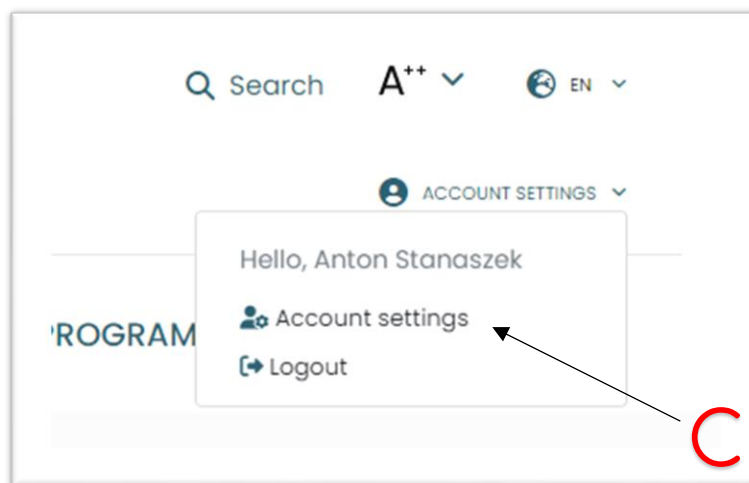 Search A++ EN
ACCOUNT SETTINGS
Hello, Anton Stanaszek
Account settings
PROGRAM
Logout
C